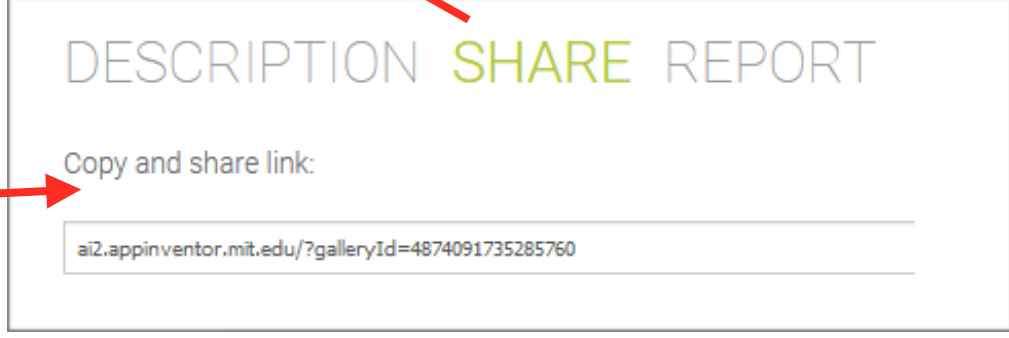 DESCRIPTION SHARE REPORT
Copy and share link:
ai2.appinventor.mit.edu/?galleryId=4874091735285760